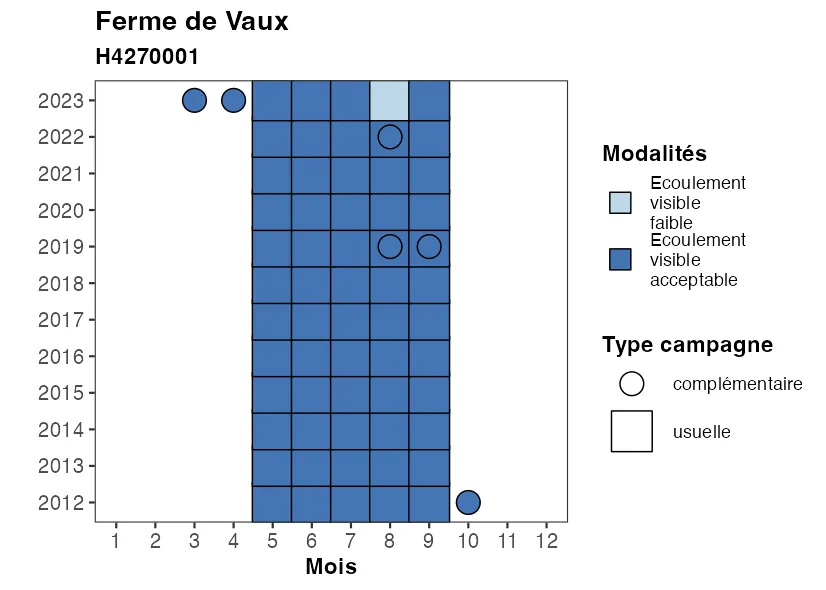 Ferme de Vaux
H4270001
2023
2022
2021
2020
2019
2018
2017
2016
2015
2014
2013
2012
1 2 3 4 5 6 7 8 9 10 11 12
Mois
Modalités
Ecoulement
visible
faible
Ecoulement
visible
acceptable
Type campagne
complémentaire
usuelle